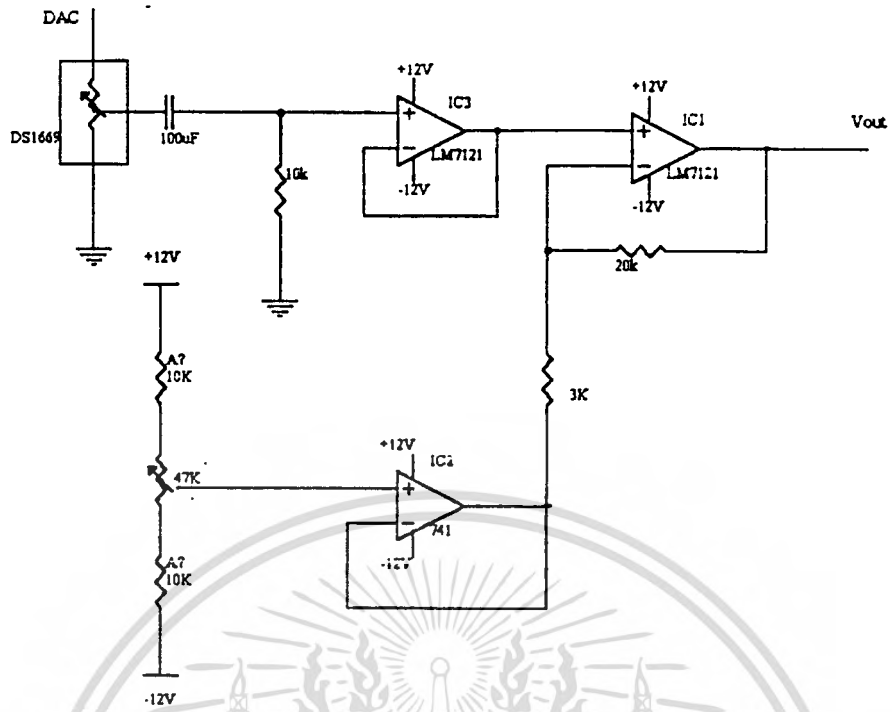 DAC
DS1669
100uF
10k
+12V
IC3
LM7121
-12V
+12V
IC1
LM7121
-12V
Vout
20k
3K
+12V
A?
10K
47K
A?
10K
-12V
+12V
IC2
741
-12V